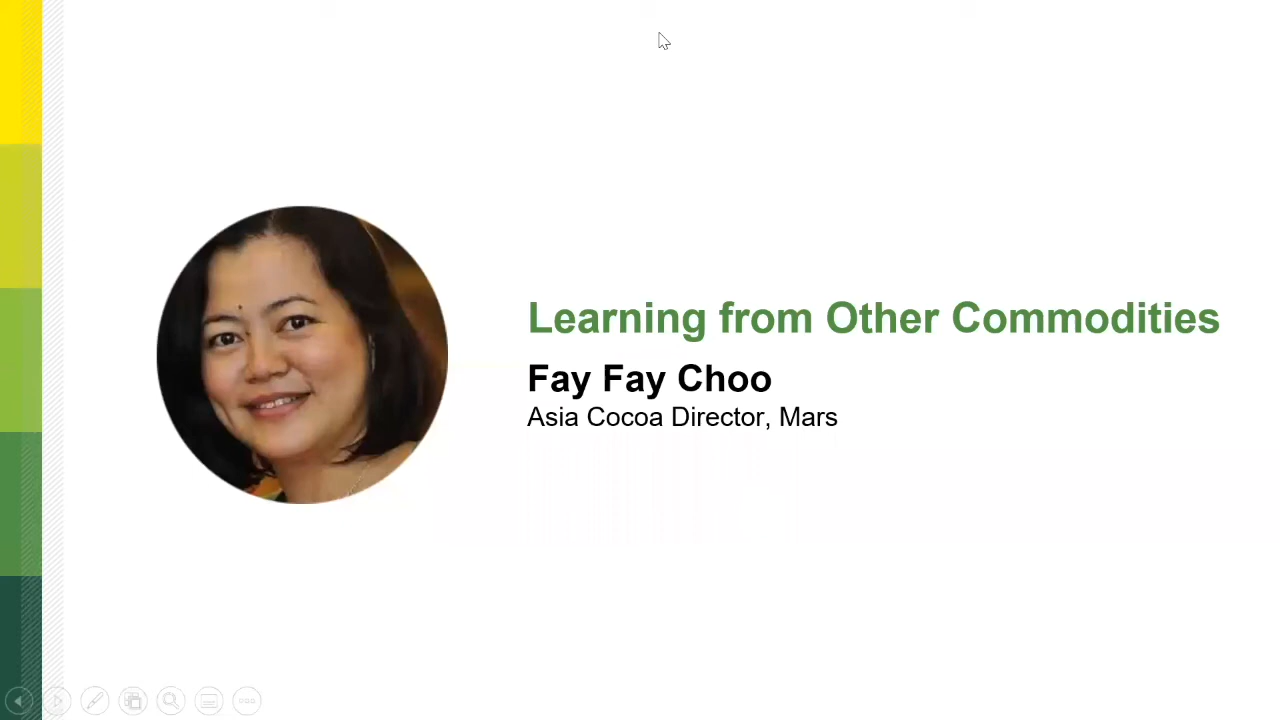 Learning from Other Commodities
Fay Fay Choo
Asia Cocoa Director, Mars